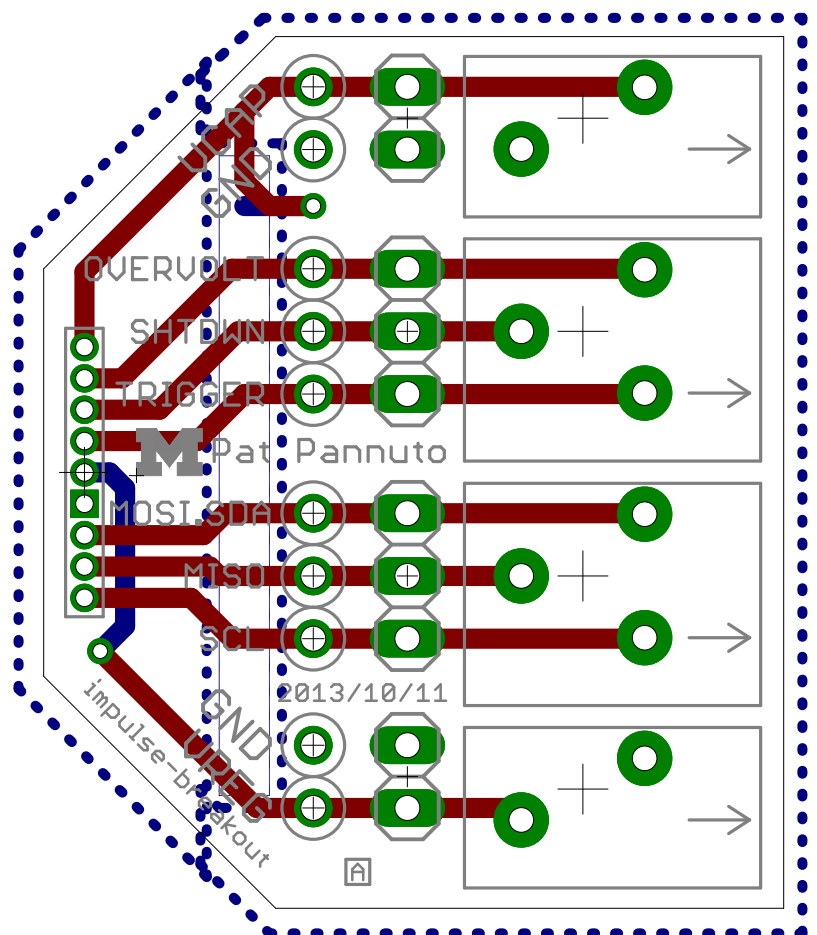 VCAP
GND
OVERVOLT
SHTDWN
TRIGGER
M Pat Pannuto
MOSI.SDA
MISO
SCL
2013/10/11
GND
VREG
impulse-breakout
A